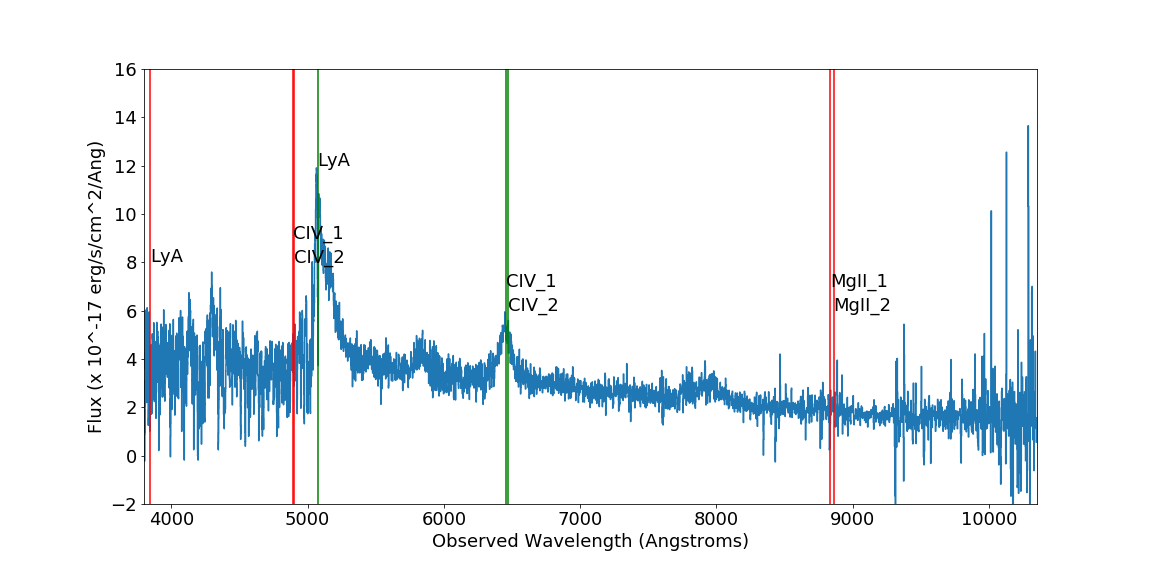 16
14
12
10
8
6
4
2
0
−2
Flux (x 10^-17 erg/s/cm^2/Ang)
LyA
LyA
CIV_1
CIV_2
CIV_1
CIV_2
MgII_1
MgII_2
4000 5000 6000 7000 8000 9000 10000
Observed Wavelength (Angstroms)